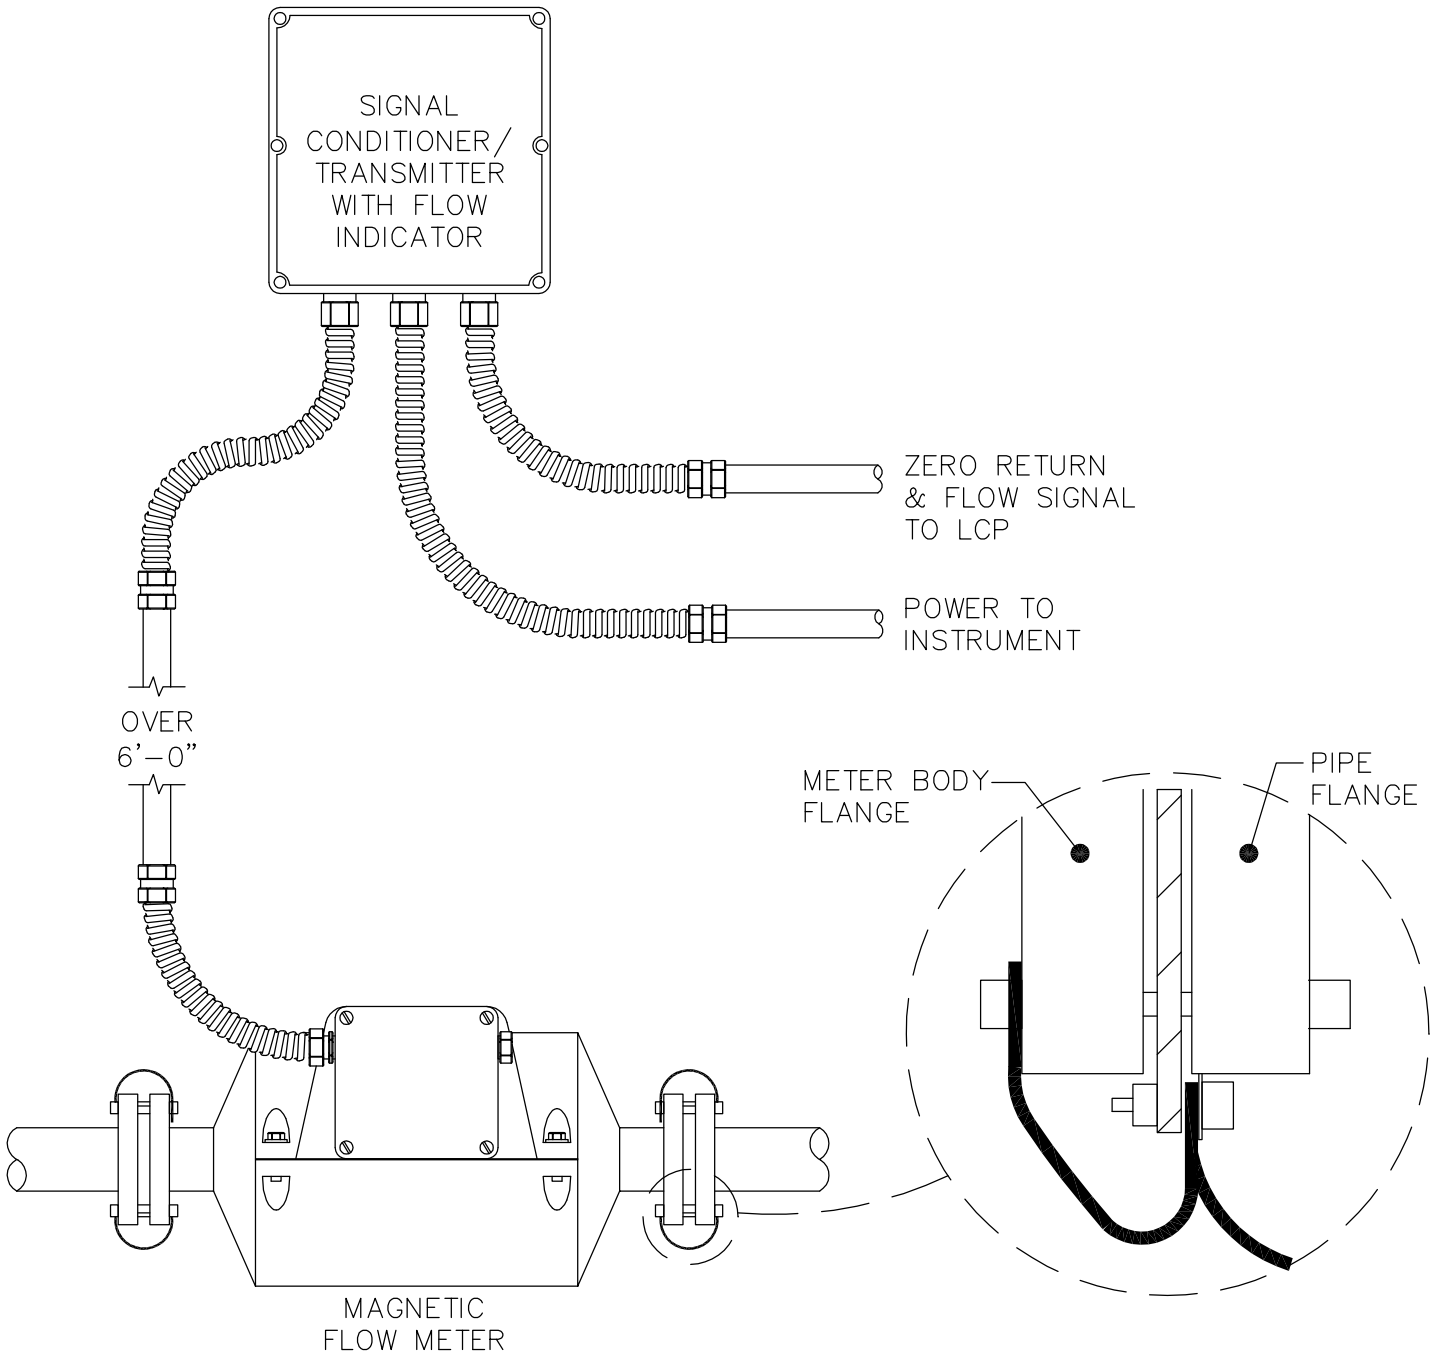 SIGNAL
CONDITIONER/
TRANSMITTER
WITH FLOW
INDICATOR
ZERO RETURN
& FLOW SIGNAL
TO LCP
POWER TO
INSTRUMENT
OVER
6'-0"
METER BODY
FLANGE
PIPE
FLANGE
MAGNETIC
FLOW METER